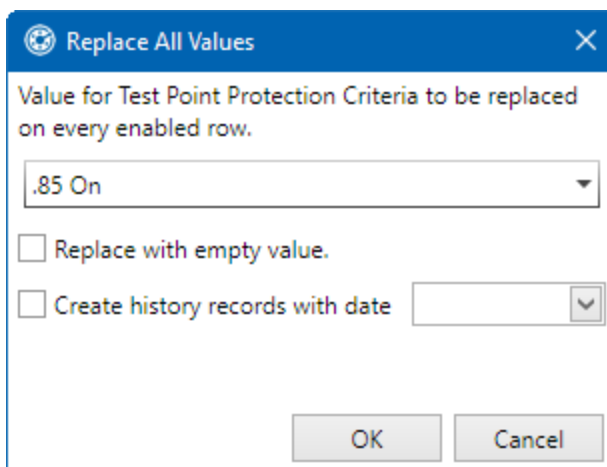 Replace All Values
Value for Test Point Protection Criteria to be replaced
on every enabled row.
.85 On
Replace with empty value.
Create history records with date
OK
Cancel